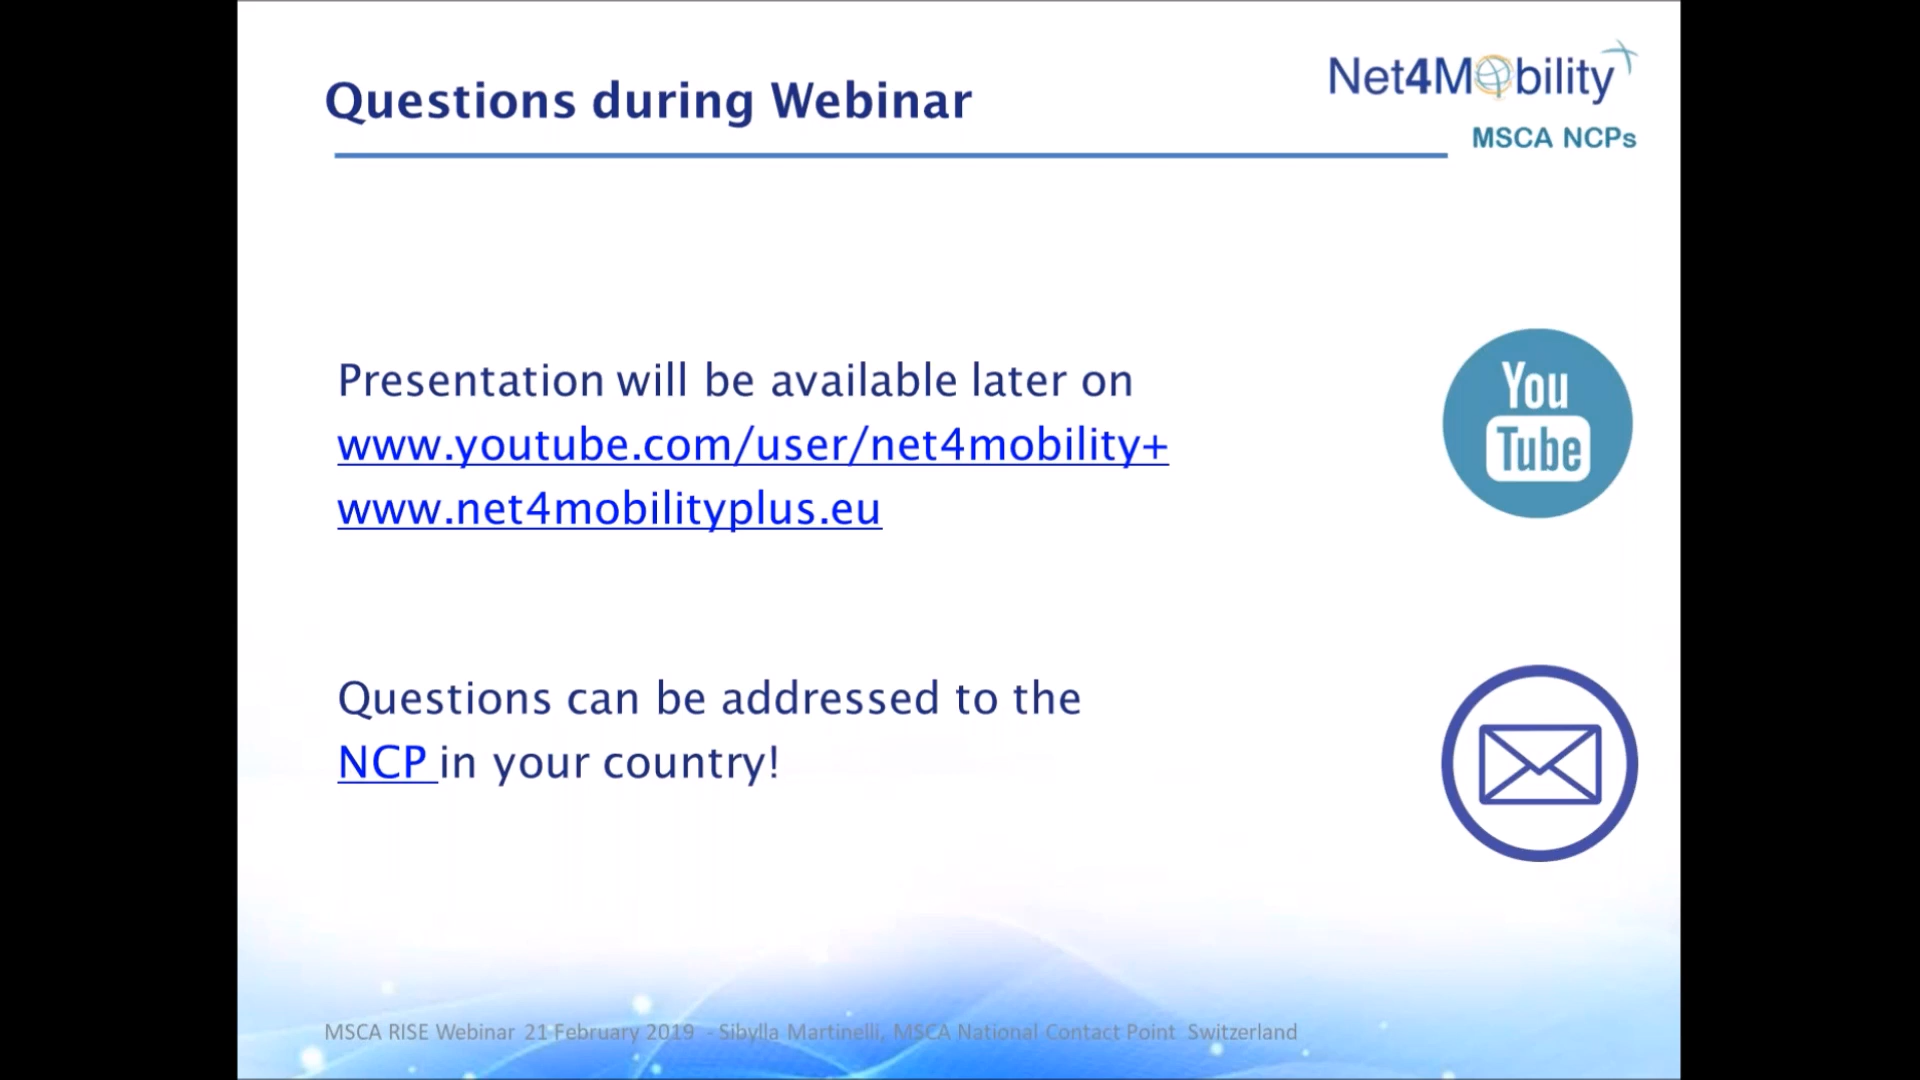 Questions during Webinar
Net4Mobility+
MSCA NCPs
Presentation will be available later on
www.youtube.com/user/net4mobility+
www.net4mobilityplus.eu
You
Tube
Questions can be addressed to the
NCP in your country!
MSCA RISE Webinar 21 February 2019 - Sibylla Martinelli, MSCA National Contact Point Switzerland